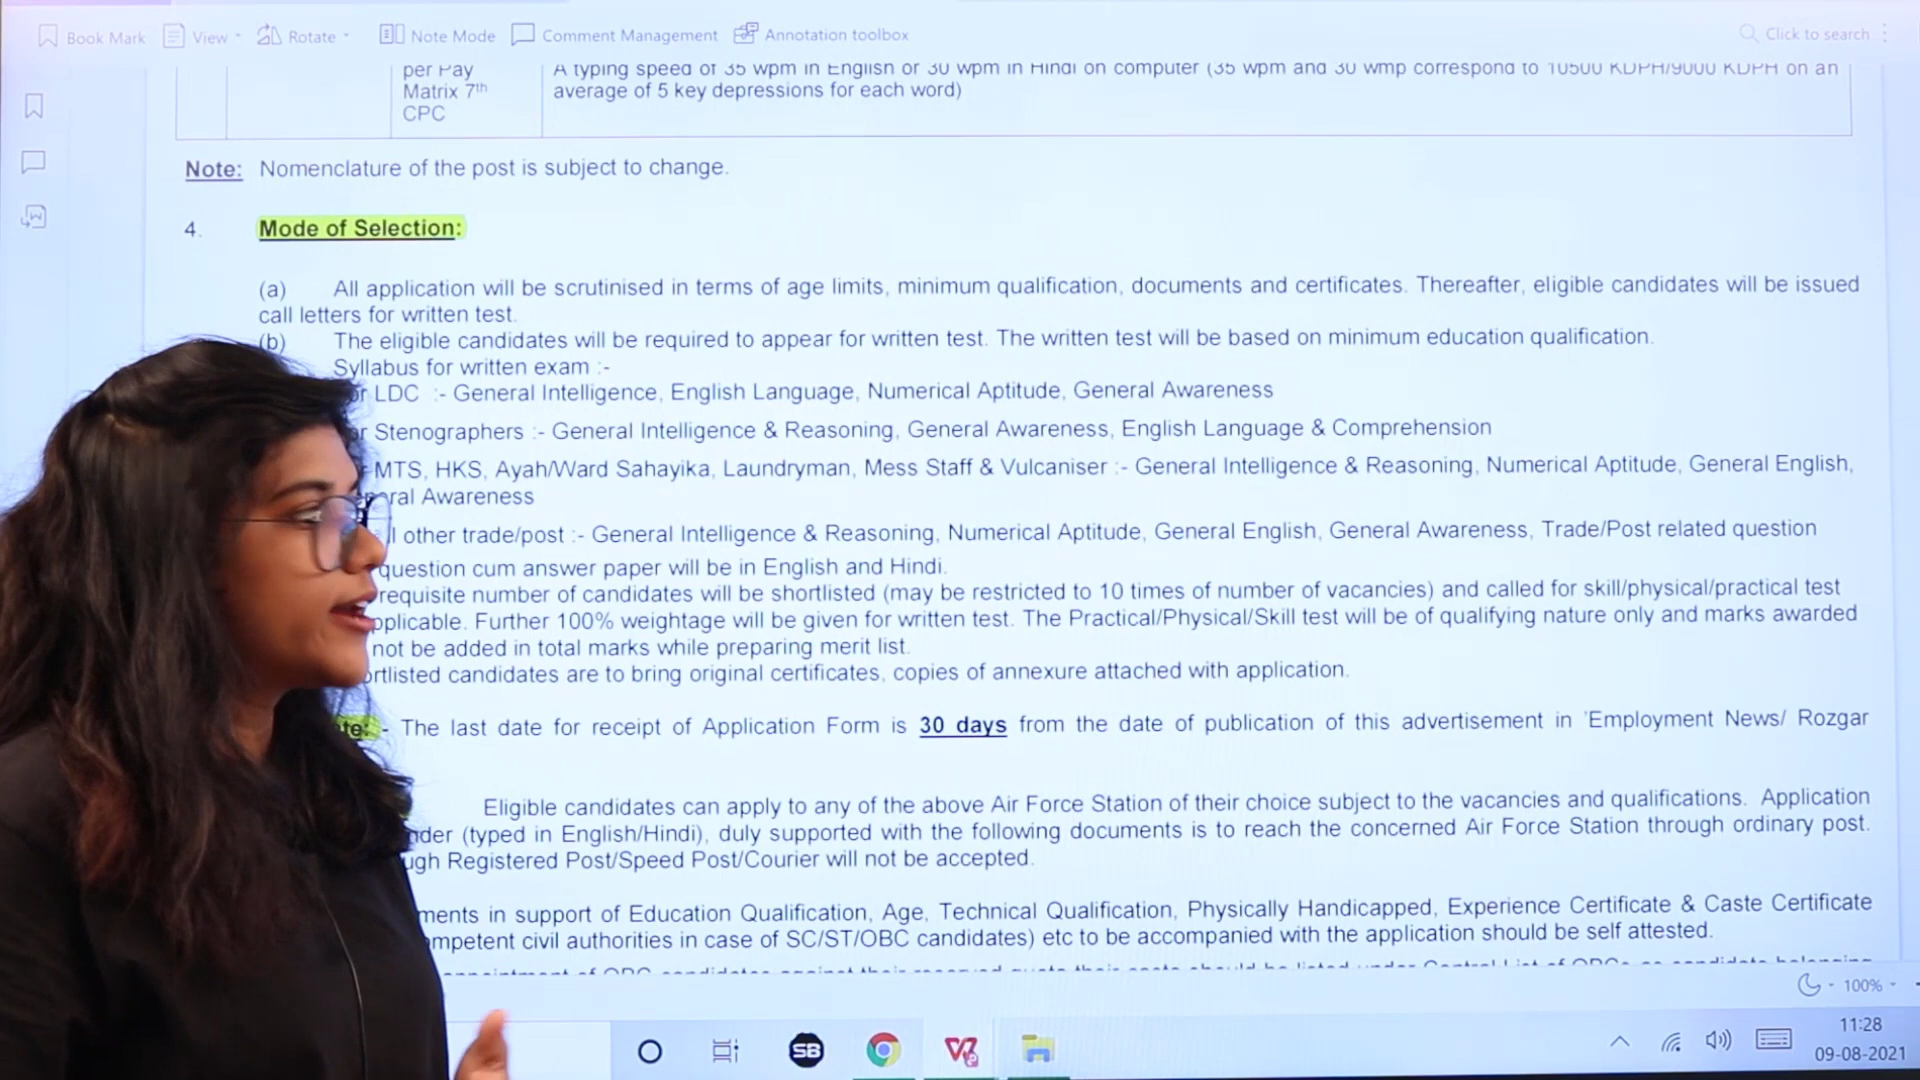 Book Mark View Rotate Note Mode Comment Management Annotation toolbox Click to search
per Pay A typing speed of 35 wpm in English or 30 wpm in Hindi on computer (35 wpm and 30 wmp correspond to 10500 KDPH/9000 KDPH on an
Matrix 7th average of 5 key depressions for each word)
CPC
Note: Nomenclature of the post is subject to change.
4. Mode of Selection:
(a) All application will be scrutinised in terms of age limits, minimum qualification, documents and certificates. Thereafter, eligible candidates will be issued
call letters for written test.
(b) The eligible candidates will be required to appear for written test. The written test will be based on minimum education qualification.
Syllabus for written exam :-
LDC :- General Intelligence, English Language, Numerical Aptitude, General Awareness
Stenographers :- General Intelligence & Reasoning, General Awareness, English Language & Comprehension
MTS, HKS, Ayah/Ward Sahayika, Laundryman, Mess Staff & Vulcaniser :- General Intelligence & Reasoning, Numerical Aptitude, General English,
Awareness
other trade/post :- General Intelligence & Reasoning, Numerical Aptitude, General English, General Awareness, Trade/Post related question
question cum answer paper will be in English and Hindi.
requisite number of candidates will be shortlisted (may be restricted to 10 times of number of vacancies) and called for skill/physical/practical test
pplicable. Further 100% weightage will be given for written test. The Practical/Physical/Skill test will be of qualifying nature only and marks awarded
not be added in total marks while preparing merit list.
ortlisted candidates are to bring original certificates, copies of annexure attached with application.
te: - The last date for receipt of Application Form is 30 days from the date of publication of this advertisement in 'Employment News/ Rozgar
Eligible candidates can apply to any of the above Air Force Station of their choice subject to the vacancies and qualifications. Application
nder (typed in English/Hindi), duly supported with the following documents is to reach the concerned Air Force Station through ordinary post.
ugh Registered Post/Speed Post/Courier will not be accepted.
ments in support of Education Qualification, Age, Technical Qualification, Physically Handicapped, Experience Certificate & Caste Certificate
ompetent civil authorities in case of SC/ST/OBC candidates) etc to be accompanied with the application should be self attested.
100%
SB
11:28
09-08-2021